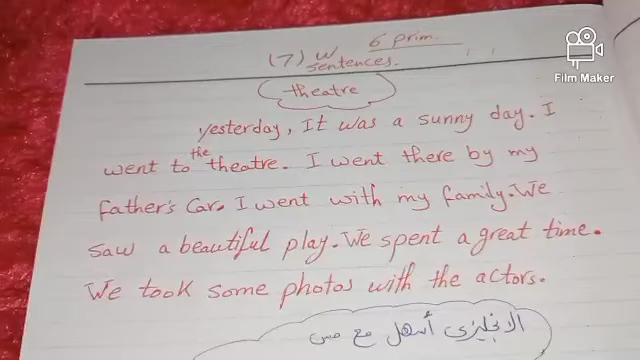 6 prim.
(7) w
sentences.
theatre
yesterday, It was a sunny day. I
went to the theatre. I went there by my
father's car. I went with my family. We
saw a beautiful play. We spent a great time.
We took some photos with the actors.
الانجليزى أسهل مع مس
Film Maker